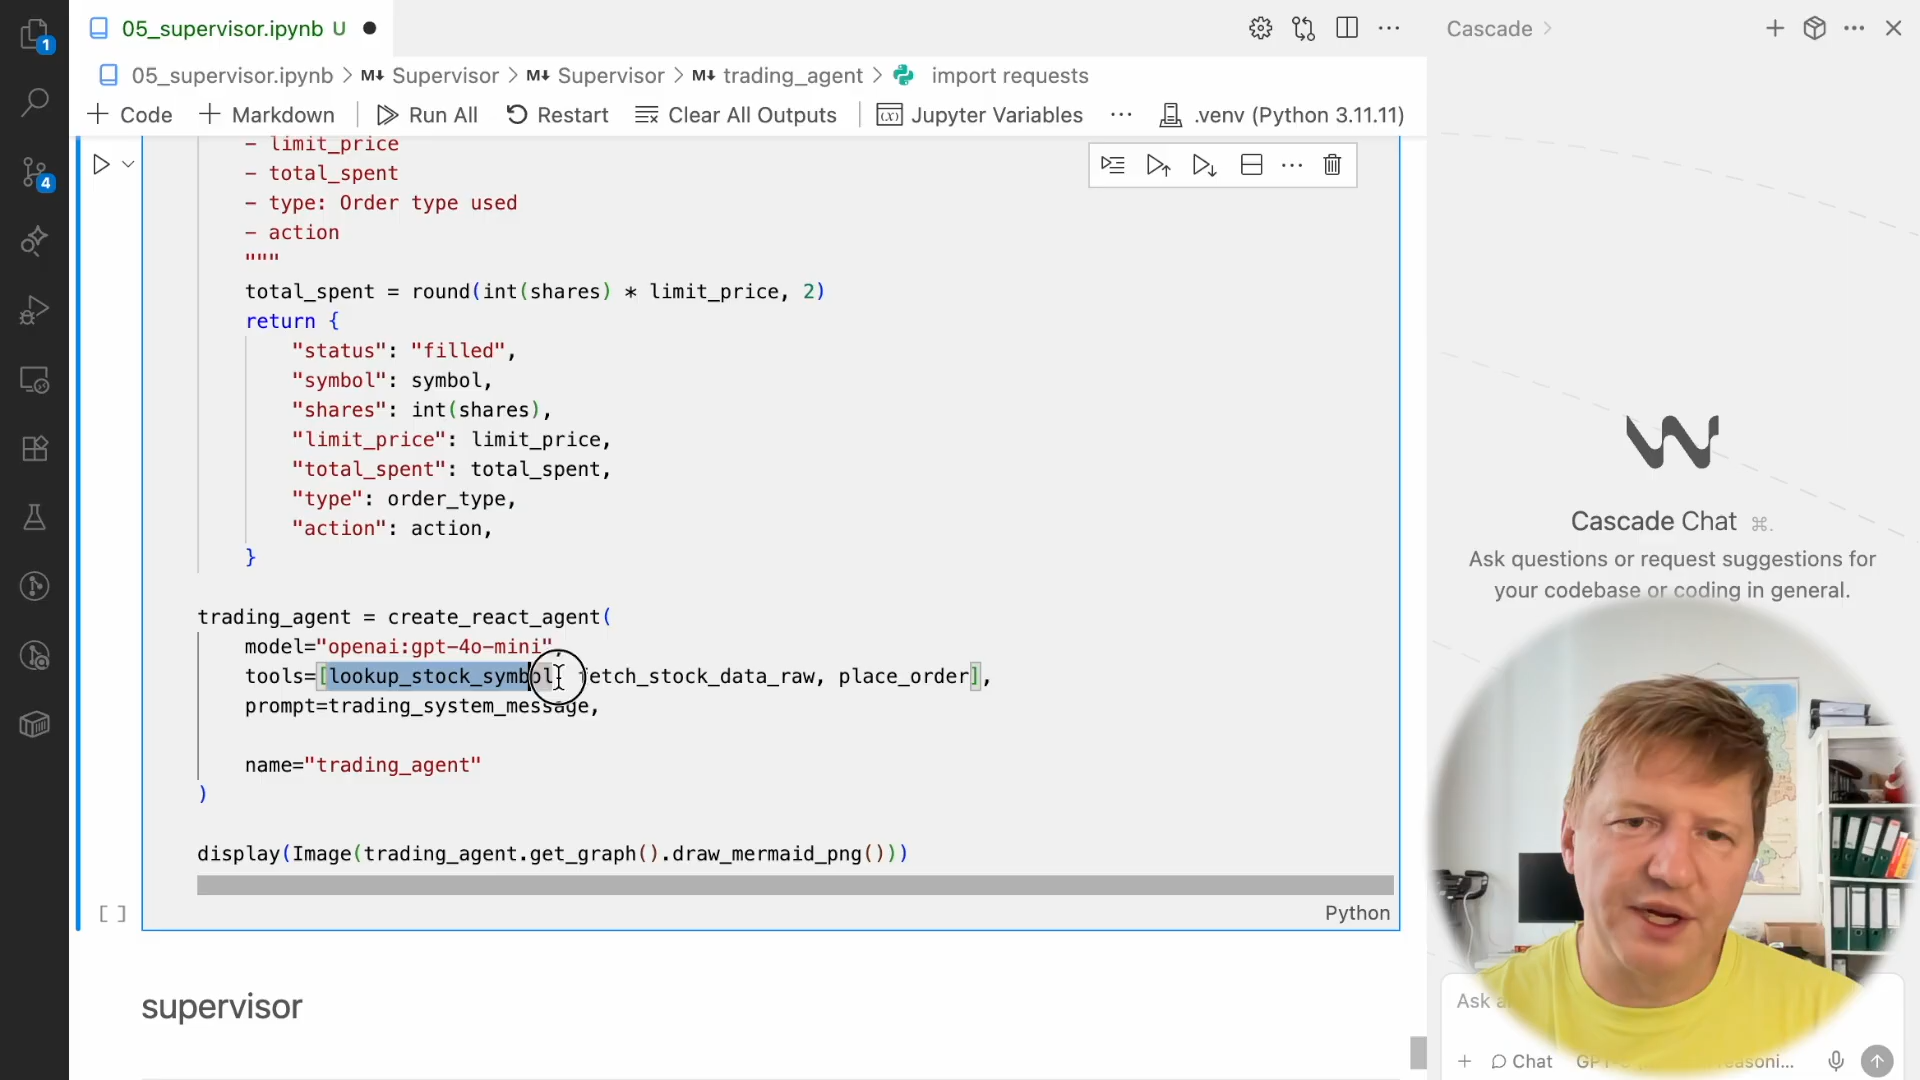 05_supervisor.ipynb U
Cascade
05_supervisor.ipynb > M↓ Supervisor > M↓ Supervisor > M↓ trading_agent > import requests
Code Markdown Run All Restart Clear All Outputs Jupyter Variables ... .venv (Python 3.11.11)
1
4
- limit_price
- total_spent
- type: Order type used
- action
"""
total_spent = round(int(shares) * limit_price, 2)
return {
"status": "filled",
"symbol": symbol,
"shares": int(shares),
"limit_price": limit_price,
"total_spent": total_spent,
"type": order_type,
"action": action,
}
trading_agent = create_react_agent(
model="openai:gpt-4o-mini",
tools=[lookup_stock_symbol, fetch_stock_data_raw, place_order],
prompt=trading_system_message,
name="trading_agent"
)
display(Image(trading_agent.get_graph().draw_mermaid_png()))
[ ]
Python
supervisor
Cascade Chat ⌘.
Ask questions or request suggestions for
your codebase or coding in general.
Ask
Chat